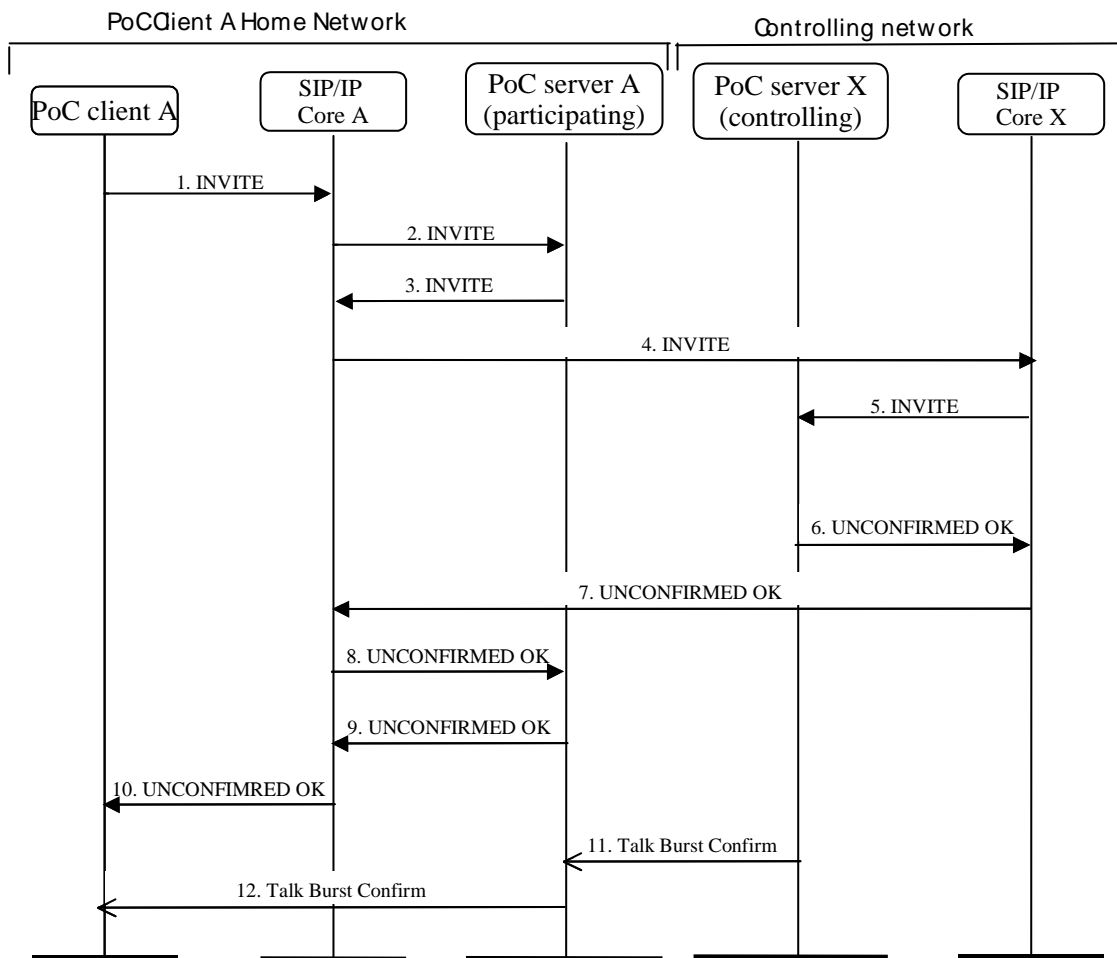 PoCClient A Home Network
Controlling network
PoC client A
SIP/IP
Core A
PoC server A
(participating)
PoC server X
(controlling)
SIP/IP
Core X
1. INVITE
2. INVITE
3. INVITE
4. INVITE
5. INVITE
6. UNCONFIRMED OK
7. UNCONFIRMED OK
8. UNCONFIRMED OK
9. UNCONFIRMED OK
10. UNCONFIMRED OK
11. Talk Burst Confirm
12. Talk Burst Confirm